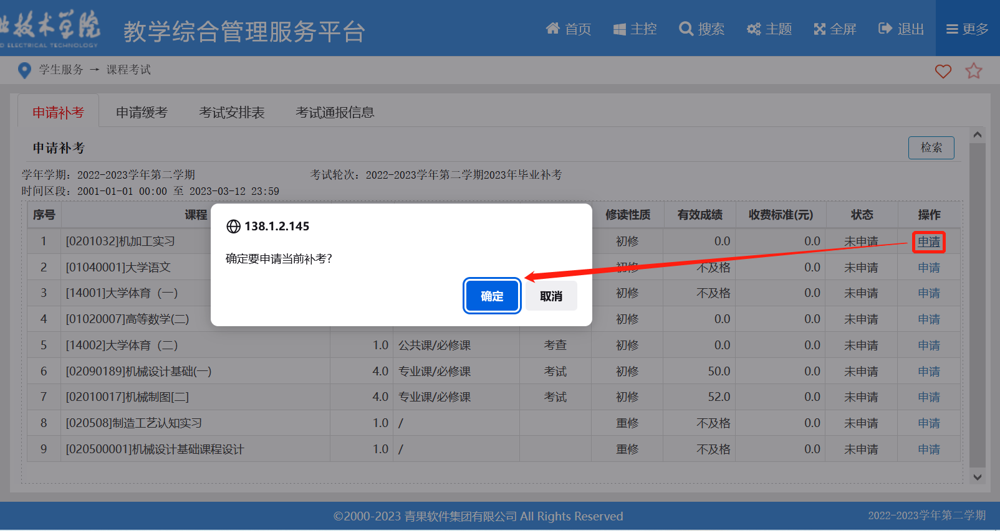 业技术学院
D ELECTRICAL TECHNOLOGY
教学综合管理服务平台
首页 主控 搜索 主题 全屏 退出 更多
学生服务 → 课程考试
申请补考 申请缓考 考试安排表 考试通报信息
申请补考 检索
学年学期：2022-2023学年第二学期 考试轮次：2022-2023学年第二学期2023年毕业补考
时间区段：2001-01-01 00:00 至 2023-03-12 23:59
序号 课程 修读性质 有效成绩 收费标准(元) 状态 操作
138.1.2.145
确定要申请当前补考?
确定 取消
1 [0201032]机加工实习 初修 0.0 0.0 未申请 申请
2 [01040001]大学语文 初修 不及格 0.0 未申请 申请
3 [14001]大学体育（一） 初修 不及格 0.0 未申请 申请
4 [01020007]高等数学(二) 初修 0.0 0.0 未申请 申请
5 [14002]大学体育（二） 1.0 公共课/必修课 考查 初修 0.0 0.0 未申请 申请
6 [02090189]机械设计基础(一) 4.0 专业课/必修课 考试 初修 50.0 0.0 未申请 申请
7 [02010017]机械制图[二] 4.0 专业课/必修课 考试 初修 52.0 0.0 未申请 申请
8 [020508]制造工艺认知实习 1.0 / 重修 不及格 0.0 未申请 申请
9 [020500001]机械设计基础课程设计 1.0 / 重修 不及格 0.0 未申请 申请
©2000-2023 青果软件集团有限公司 All Rights Reserved
2022-2023学年第二学期